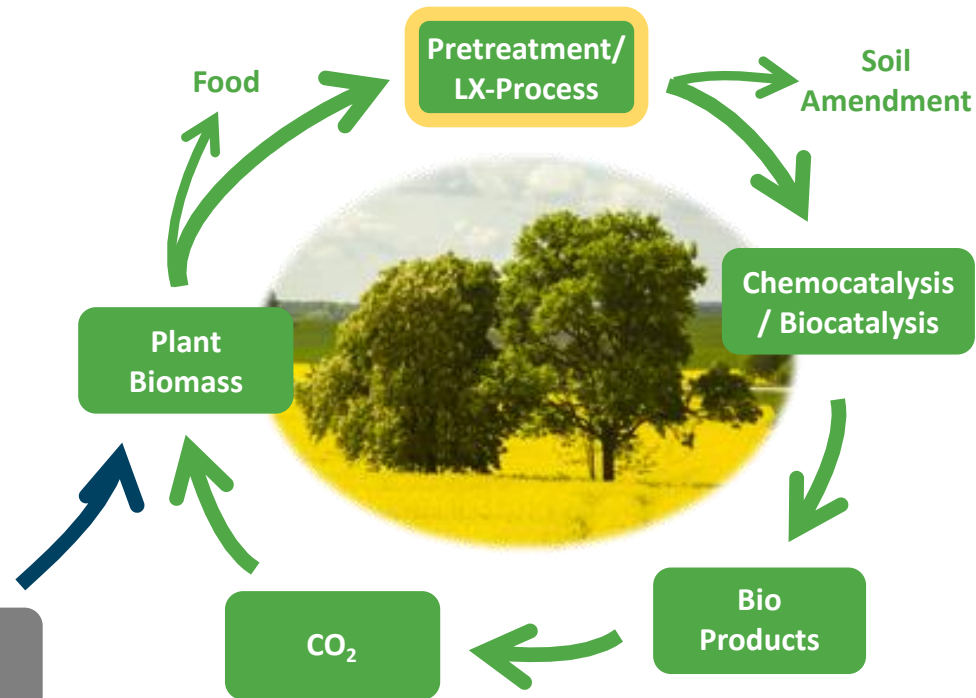 Pretreatment/
LX-Process
Food
Soil
Amendment
Chemocatalysis
/ Biocatalysis
Plant
Biomass
Bio
Products
CO₂